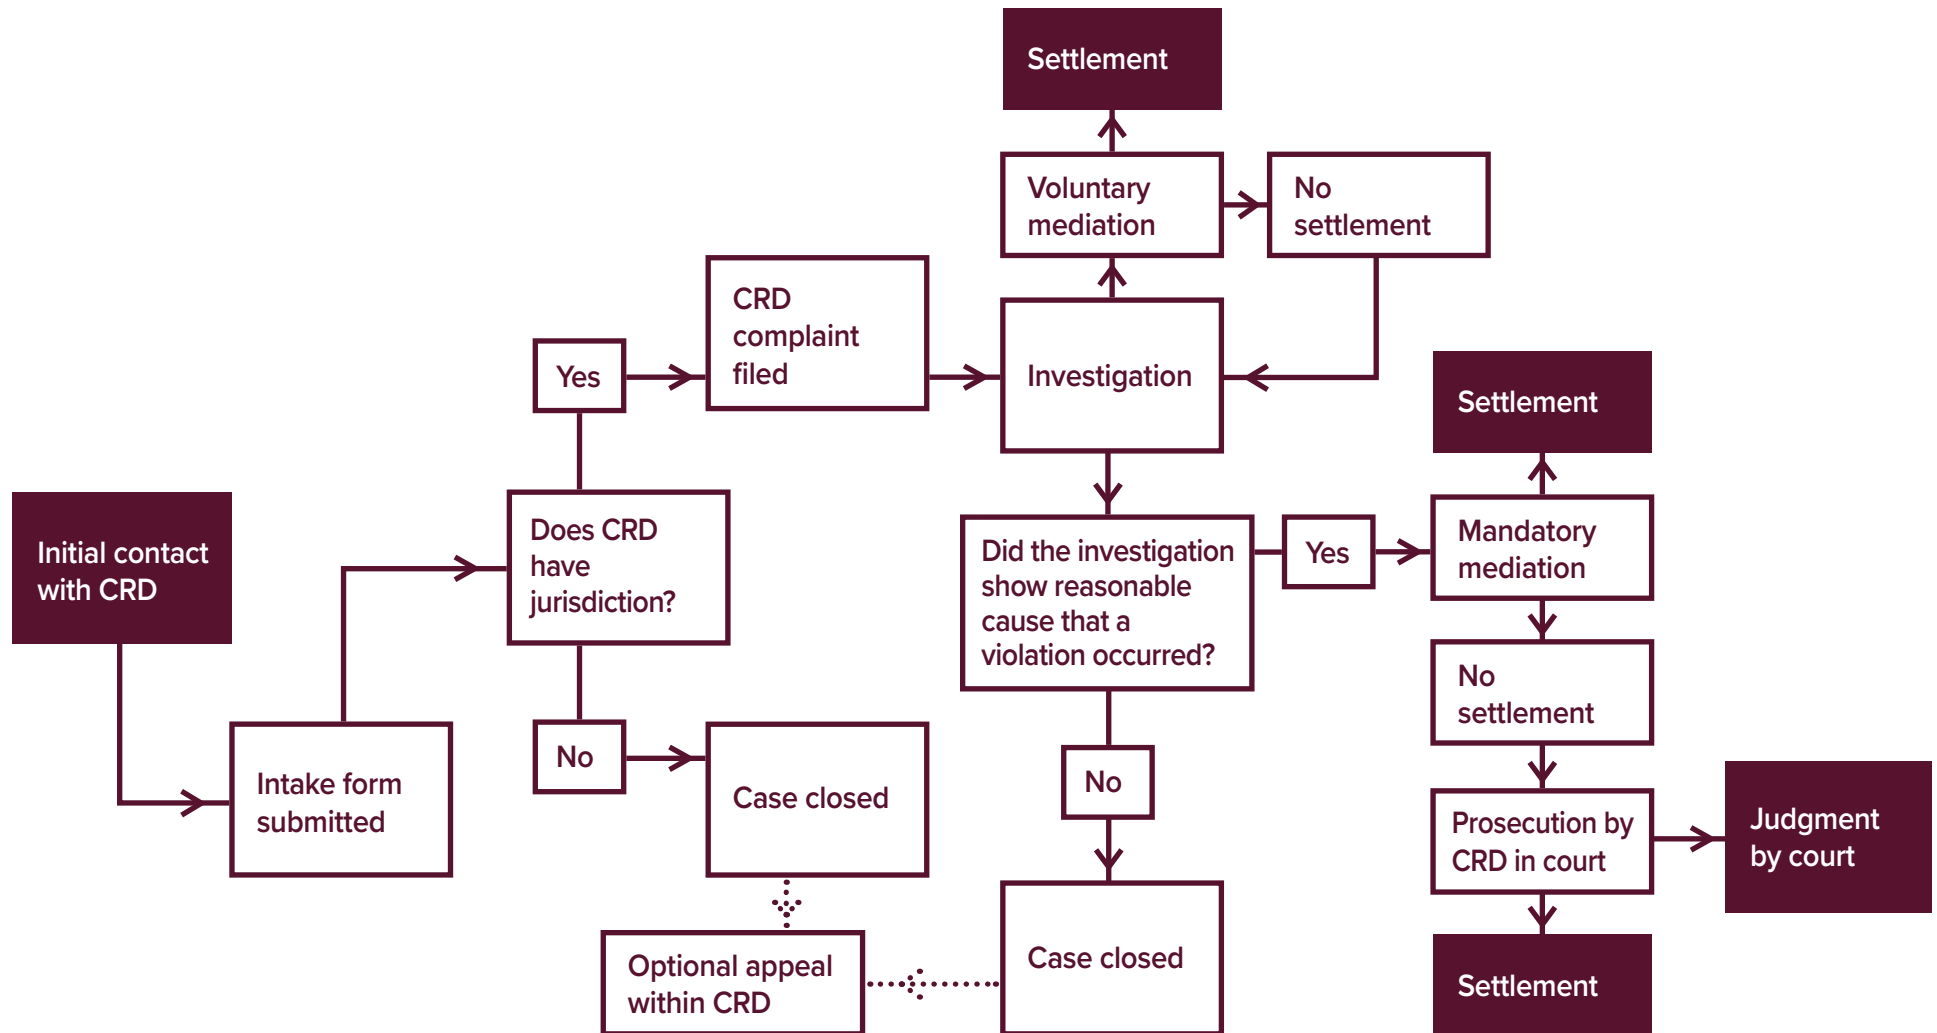 Settlement
Voluntary
mediation
No
settlement
CRD
complaint
filed
Yes
Investigation
Settlement
Initial contact
with CRD
Does CRD
have
jurisdiction?
Did the investigation
show reasonable
cause that a
violation occurred?
Yes
Mandatory
mediation
No
settlement
Intake form
submitted
No
Case closed
No
Prosecution by
CRD in court
Judgment
by court
Optional appeal
within CRD
Case closed
Settlement